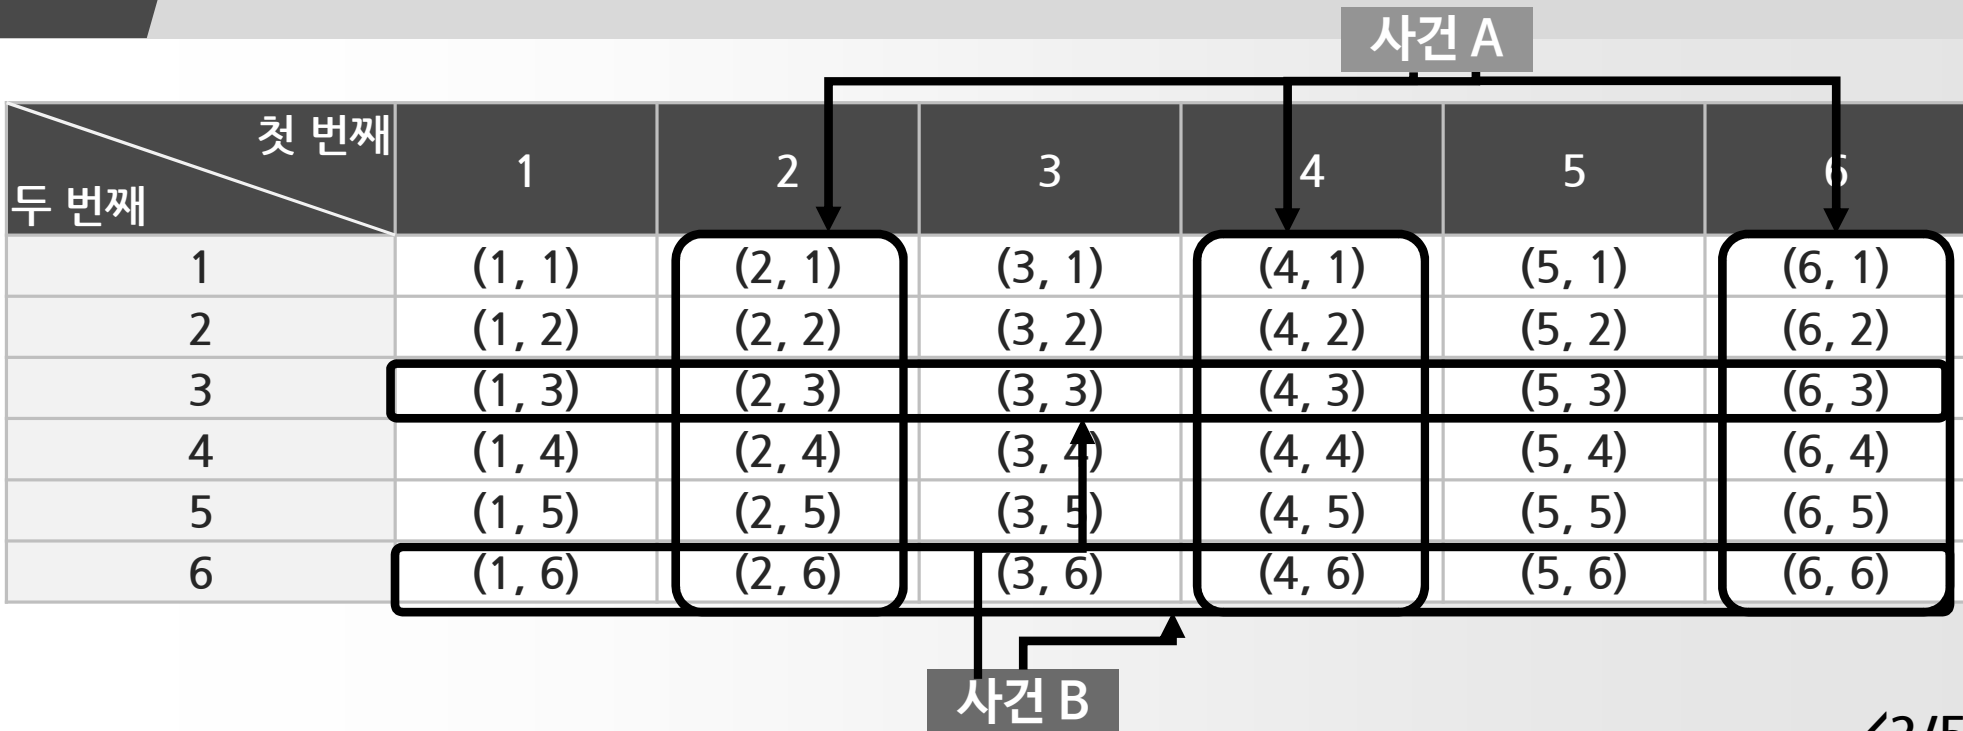 사건 A
첫 번째
두 번째
1 2 3 4 5 6
1 (1, 1) (2, 1) (3, 1) (4, 1) (5, 1) (6, 1)
2 (1, 2) (2, 2) (3, 2) (4, 2) (5, 2) (6, 2)
3 (1, 3) (2, 3) (3, 3) (4, 3) (5, 3) (6, 3)
4 (1, 4) (2, 4) (3, 4) (4, 4) (5, 4) (6, 4)
5 (1, 5) (2, 5) (3, 5) (4, 5) (5, 5) (6, 5)
6 (1, 6) (2, 6) (3, 6) (4, 6) (5, 6) (6, 6)
사건 B